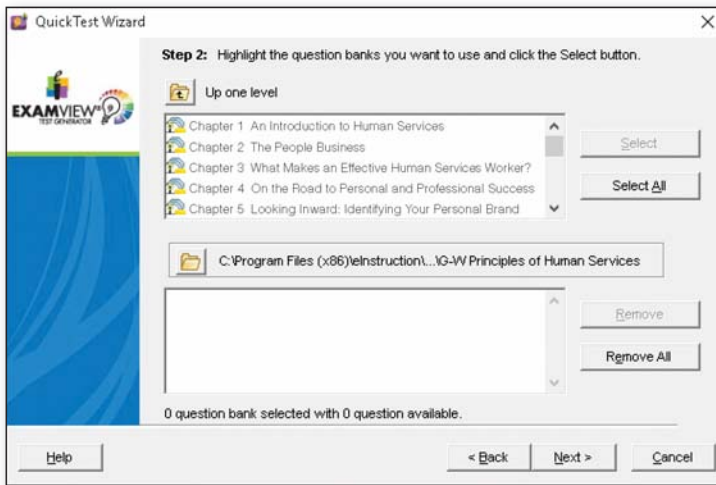 QuickTest Wizard
Step 2: Highlight the question banks you want to use and click the Select button.
EXAMVIEW®
TEST GENERATOR
Up one level
Chapter 1 An Introduction to Human Services
Chapter 2 The People Business
Chapter 3 What Makes an Effective Human Services Worker?
Chapter 4 On the Road to Personal and Professional Success
Chapter 5 Looking Inward: Identifying Your Personal Brand
Select
Select All
C:\Program Files (x86)\eInstruction\...\G-W Principles of Human Services
Remove
Remove All
0 question bank selected with 0 question available.
Help
< Back
Next >
Cancel